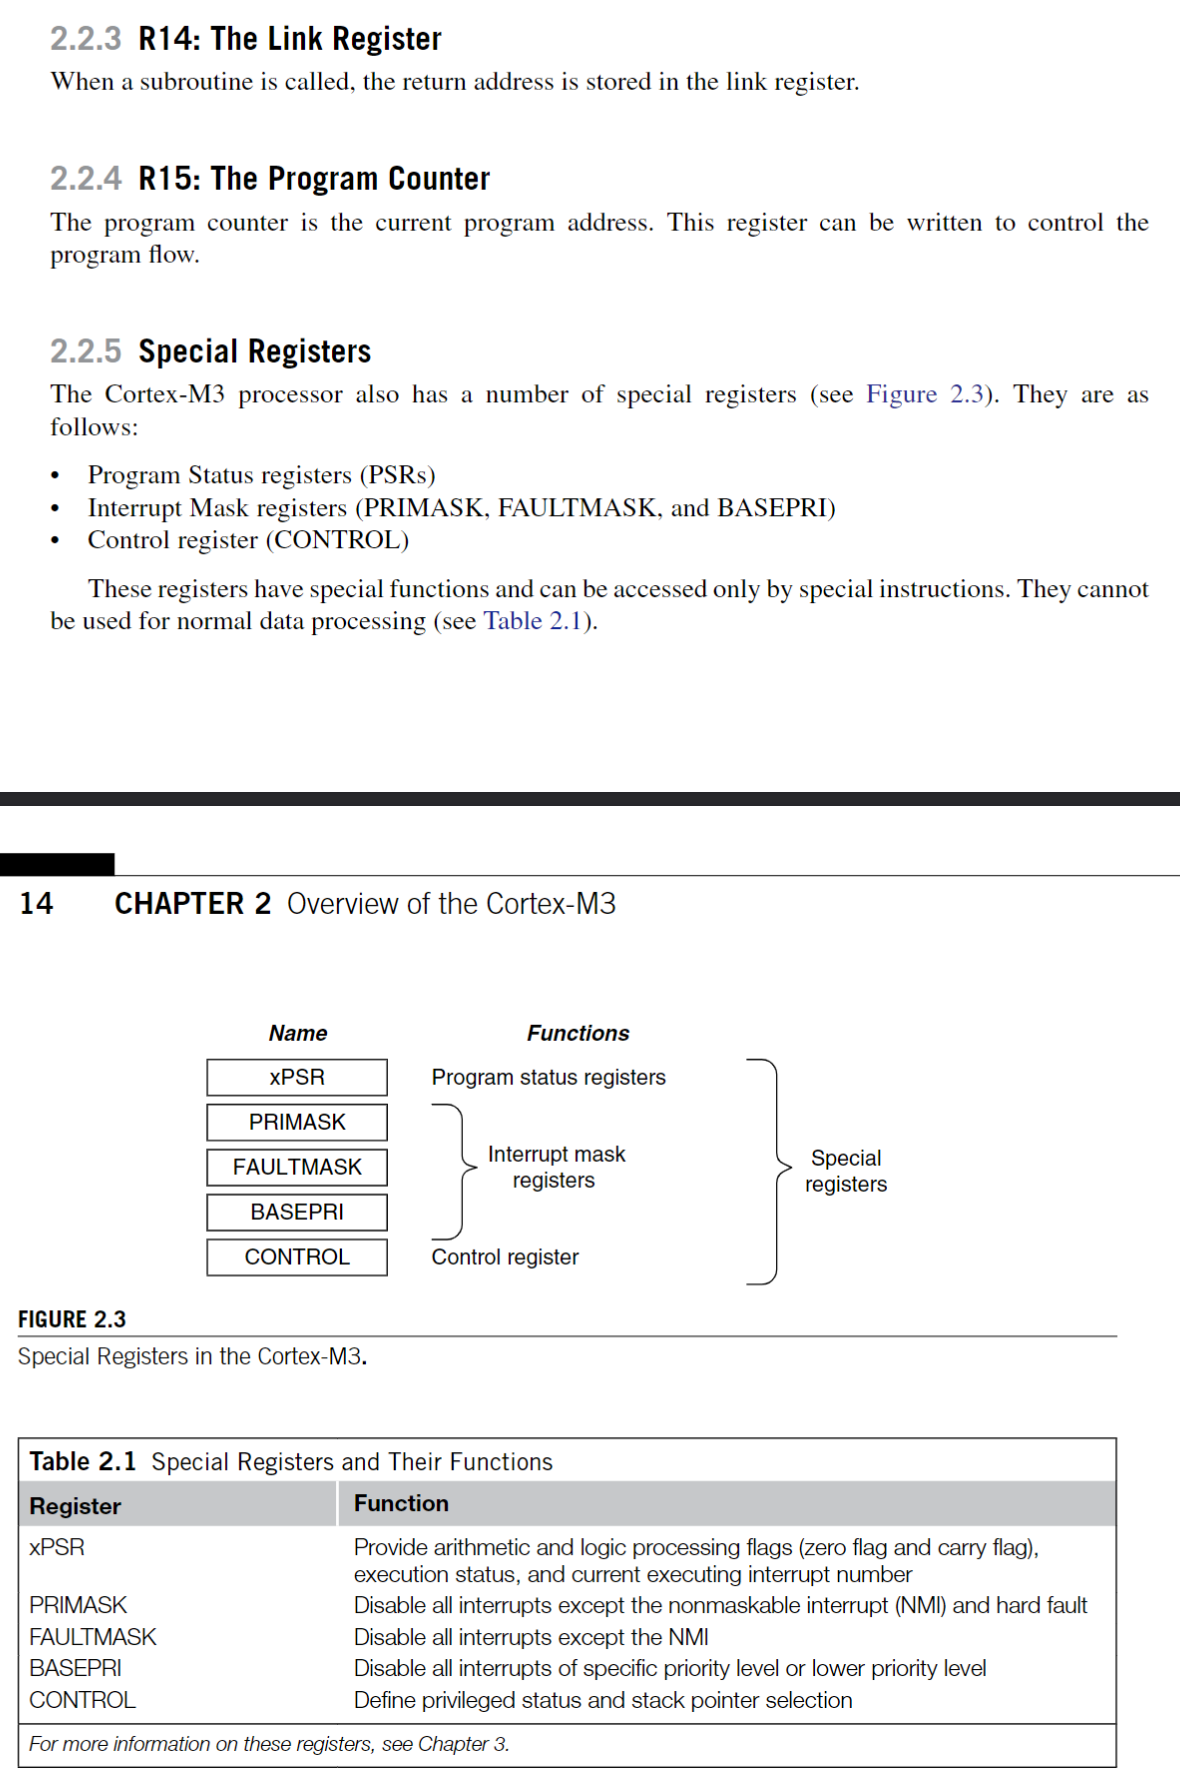 2.2.3 R14: The Link Register
When a subroutine is called, the return address is stored in the link register.
2.2.4 R15: The Program Counter
The program counter is the current program address. This register can be written to control the
program flow.
2.2.5 Special Registers
The Cortex-M3 processor also has a number of special registers (see Figure 2.3). They are as
follows:
• Program Status registers (PSRs)
• Interrupt Mask registers (PRIMASK, FAULTMASK, and BASEPRI)
• Control register (CONTROL)
These registers have special functions and can be accessed only by special instructions. They cannot
be used for normal data processing (see Table 2.1).
14 CHAPTER 2 Overview of the Cortex-M3
Name Functions
xPSR Program status registers
PRIMASK
FAULTMASK
BASEPRI
Interrupt mask
registers
CONTROL Control register
Special
registers
FIGURE 2.3
Special Registers in the Cortex-M3.
Table 2.1 Special Registers and Their Functions
Register Function
xPSR Provide arithmetic and logic processing flags (zero flag and carry flag),
execution status, and current executing interrupt number
PRIMASK Disable all interrupts except the nonmaskable interrupt (NMI) and hard fault
FAULTMASK Disable all interrupts except the NMI
BASEPRI Disable all interrupts of specific priority level or lower priority level
CONTROL Define privileged status and stack pointer selection
For more information on these registers, see Chapter 3.